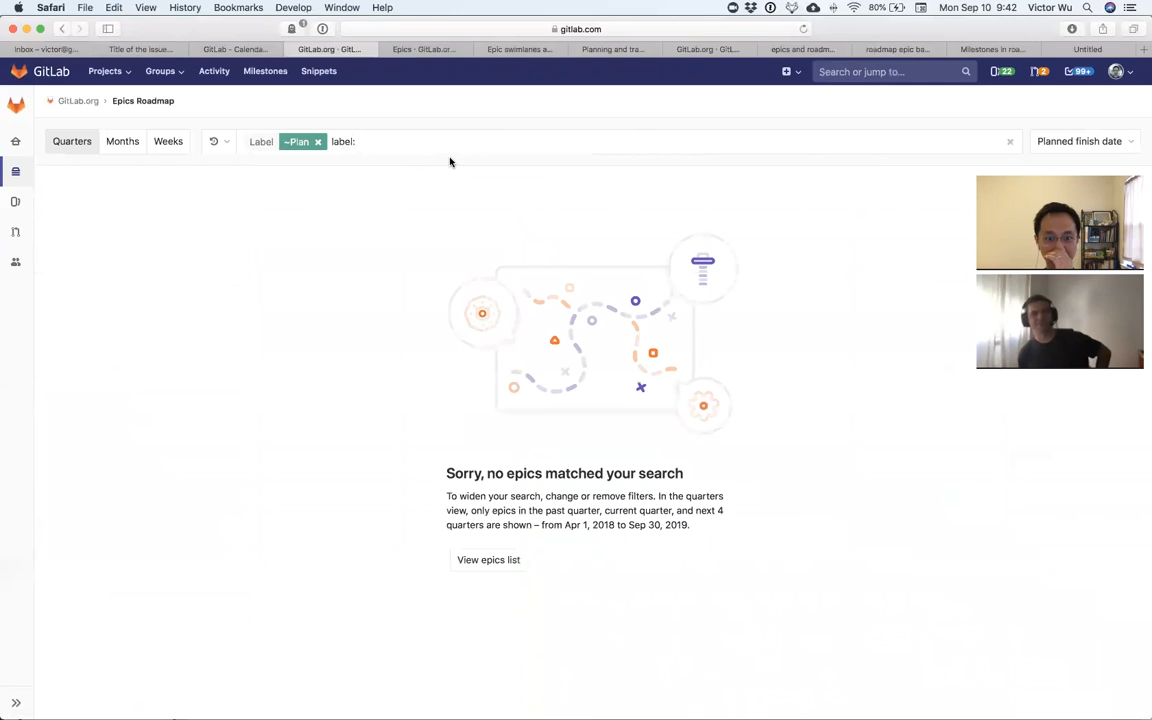 Safari File Edit View History Bookmarks Develop Window Help 80% Mon Sep 10 9:42 Victor Wu
gitlab.com
Inbox – victor@g... Title of the issue... GitLab - Calenda... GitLab.org · GitL... Epics · GitLab.or... Epic swimlanes a... Planning and tra... GitLab.org · GitL... epics and roadm... roadmap epic ba... Milestones in roa... Untitled
GitLab Projects Groups Activity Milestones Snippets Search or jump to... 22 2 99+
GitLab.org › Epics Roadmap
Quarters Months Weeks Label ~Plan × label: × Planned finish date
Sorry, no epics matched your search
To widen your search, change or remove filters. In the quarters
view, only epics in the past quarter, current quarter, and next 4
quarters are shown – from Apr 1, 2018 to Sep 30, 2019.
View epics list